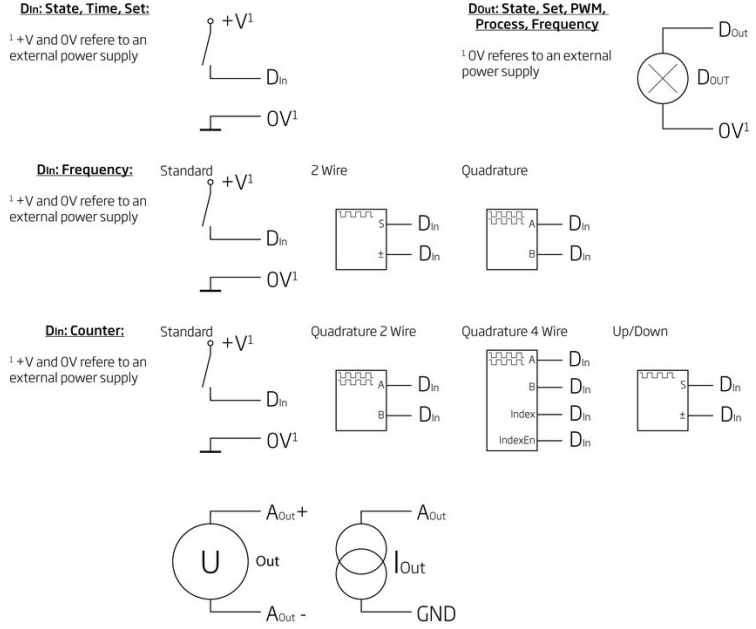 DIn: State, Time, Set:
¹ +V and 0V refere to an
external power supply
+V¹
DIn
0V¹
DOut: State, Set, PWM,
Process, Frequency
¹ 0V referes to an external
power supply
DOut
DOUT
0V¹
DIn: Frequency:
¹ +V and 0V refere to an
external power supply
Standard
+V¹
DIn
0V¹
2 Wire
S DIn
± DIn
Quadrature
A DIn
B DIn
DIn: Counter:
¹ +V and 0V refere to an
external power supply
Standard
+V¹
DIn
0V¹
Quadrature 2 Wire
A DIn
B DIn
Quadrature 4 Wire
A DIn
B DIn
Index DIn
IndexEn DIn
Up/Down
S DIn
± DIn
AOut+
U Out
AOut -
AOut
IOut
GND